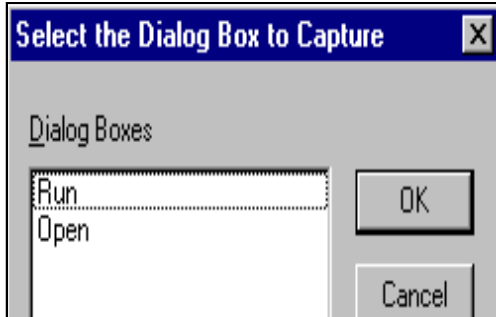 Select the Dialog Box to Capture
Dialog Boxes
Run
Open
OK
Cancel